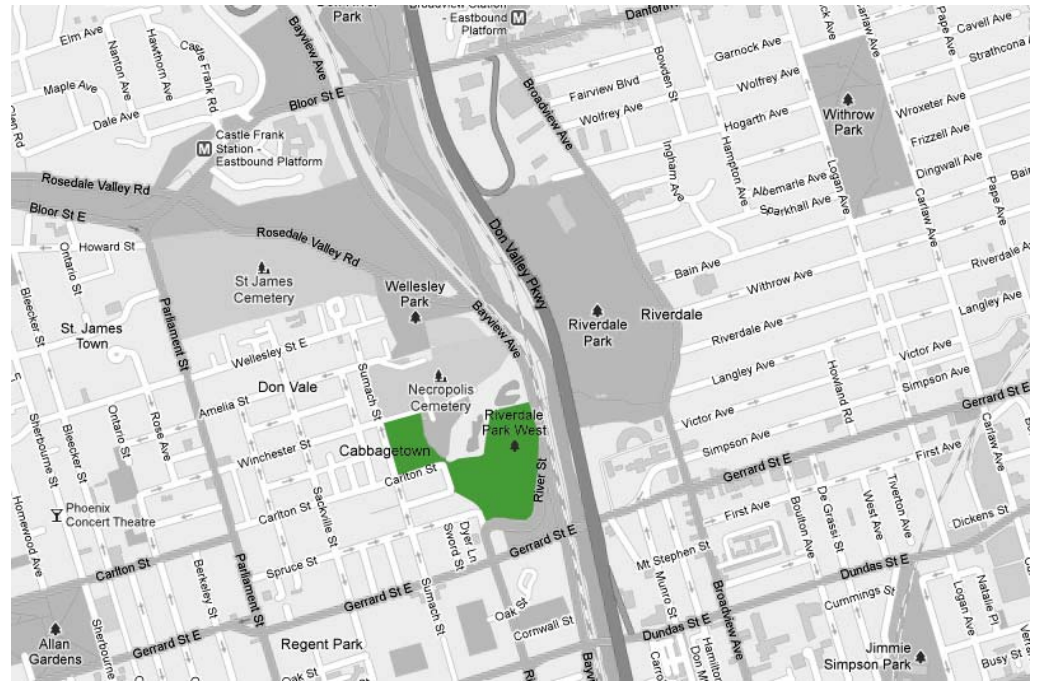 Park
Broadview Station
- Eastbound
Platform
M
Danforth
Elm Ave
Nanton Ave
Hawthorn Ave
Castle Frank Rd
Maple Ave
Dale Ave
Glen Rd
Bloor St E
Bayview Ave
M
Castle Frank
Station -
Eastbound Platform
Garnock Ave
Carlaw Ave
Pape Ave
Cavell Ave
Strathcona A
Bowden St
Fairview Blvd
Wolfrey Ave
Wolfrey Ave
Hogarth Ave
Broadview Ave
Withrow
Park
Wroxeter Ave
Frizzell Ave
Dingwall Ave
Bain
Ingham Ave
Hampton Ave
Logan Ave
Albemarle Ave
Sparkhall Ave
Carlaw Ave
Pape Ave
Rosedale Valley Rd
Bloor St E
Howard St
Ontario St
Rosedale Valley Rd
St James
Cemetery
Wellesley
Park
Don Valley Pkwy
Bayview Ave
Bain Ave
Withrow Ave
Riverdale A
Riverdale
Park
Riverdale
Riverdale Ave
Langley Ave
Langley Ave
Bleecker St
St. James
Town
Parliament St
Wellesley St E
Don Vale
Sumach St
Amelia St
Necropolis
Cemetery
Victor Ave
Simpson Ave
Howland Rd
Victor Ave
Simpson Ave
Gerrard St E
Sherbourne St
Bleecker St
Ontario St
Rose Ave
Winchester St
Cabbagetown
Carlton St
Riverdale
Park West
River St
Gerrard St E
First Ave
Carlaw Ave
Phoenix
Concert Theatre
Homewood Ave
Carlton St
Sackville St
Spruce St
Dyer Ln
Sword St
Gerrard St E
First Ave
Boulton Ave
De Grassi St
West Ave
Tiverton Ave
Dickens St
Carlton St
Berkeley St
Parliament St
Gerrard St E
Sumach St
Mt Stephen St
Munro St
Broadview Ave
Dundas St E
Cummings St
Logan Ave
Natalie Pl
Allan
Gardens
Sherbourne
Gerrard St E
Regent Park
Oak St
Oak St
Cornwall St
Dundas St E
Hamilton
Don M
Carro
Bayvi
Jimmie
Simpson Park
Busy St